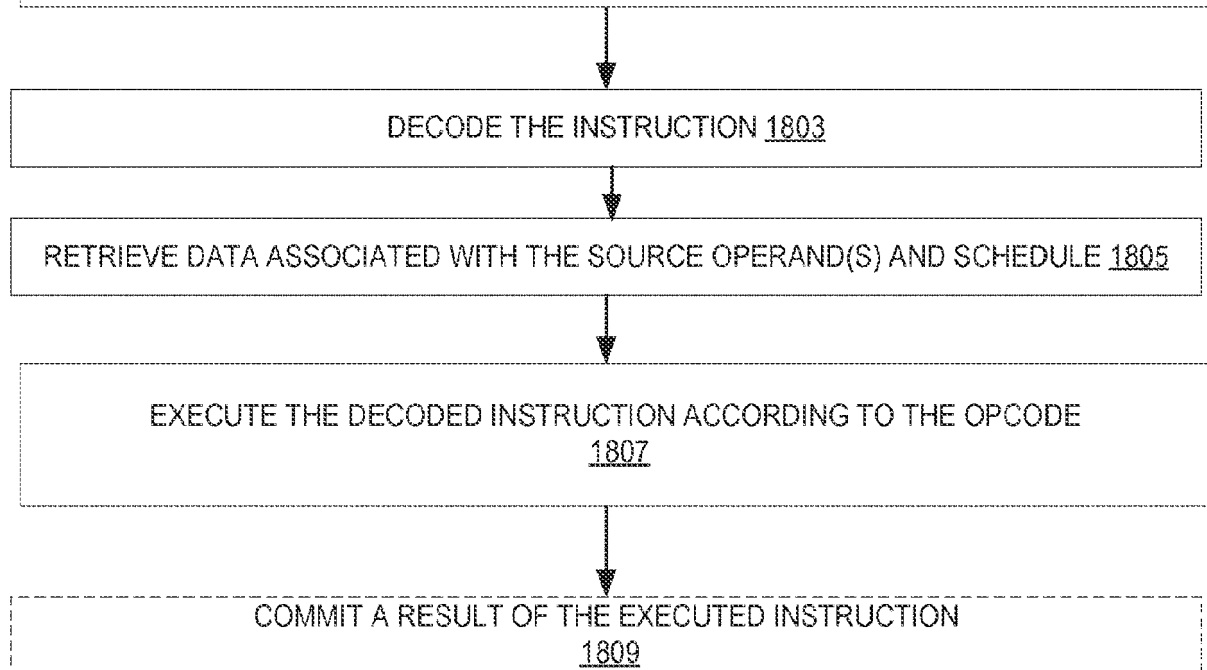 DECODE THE INSTRUCTION 1803
RETRIEVE DATA ASSOCIATED WITH THE SOURCE OPERAND(S) AND SCHEDULE 1805
EXECUTE THE DECODED INSTRUCTION ACCORDING TO THE OPCODE
1807
COMMIT A RESULT OF THE EXECUTED INSTRUCTION
1809